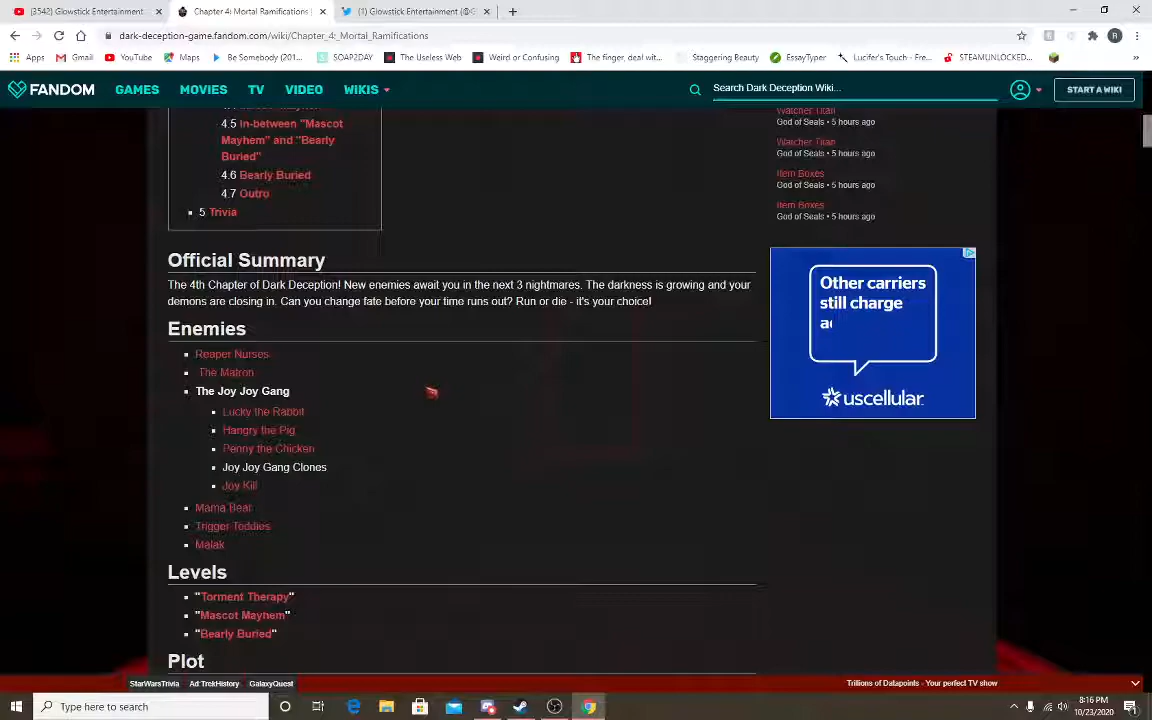 (3542) Glowstick Entertainment
Chapter 4: Mortal Ramifications |
(1) Glowstick Entertainment (@G
dark-deception-game.fandom.com/wiki/Chapter_4:_Mortal_Ramifications
Apps Gmail YouTube Maps Be Somebody (201... SOAP2DAY The Useless Web Weird or Confusing The finger, deal wit... Staggering Beauty EssayTyper Lucifer's Touch - Fre... STEAMUNLOCKED... »
FANDOM GAMES MOVIES TV VIDEO WIKIS Search Dark Deception Wiki... START A WIKI
4.5 In-between "Mascot
Mayhem" and "Bearly
Buried"
4.6 Bearly Buried
4.7 Outro
5 Trivia
Watcher Titan
God of Seals • 5 hours ago
Watcher Titan
God of Seals • 5 hours ago
Item Boxes
God of Seals • 5 hours ago
Item Boxes
God of Seals • 5 hours ago
Official Summary
The 4th Chapter of Dark Deception! New enemies await you in the next 3 nightmares. The darkness is growing and your
demons are closing in. Can you change fate before your time runs out? Run or die - it's your choice!
Enemies
Reaper Nurses
The Matron
The Joy Joy Gang
Lucky the Rabbit
Hangry the Pig
Penny the Chicken
Joy Joy Gang Clones
Joy Kill
Mama Bear
Trigger Teddies
Malak
Levels
"Torment Therapy"
"Mascot Mayhem"
"Bearly Buried"
Plot
Other carriers
still charge
uscellular
StarWarsTrivia Ad:TrekHistory GalaxyQuest Trillions of Datapoints - Your perfect TV show
Type here to search
8:16 PM
10/23/2020